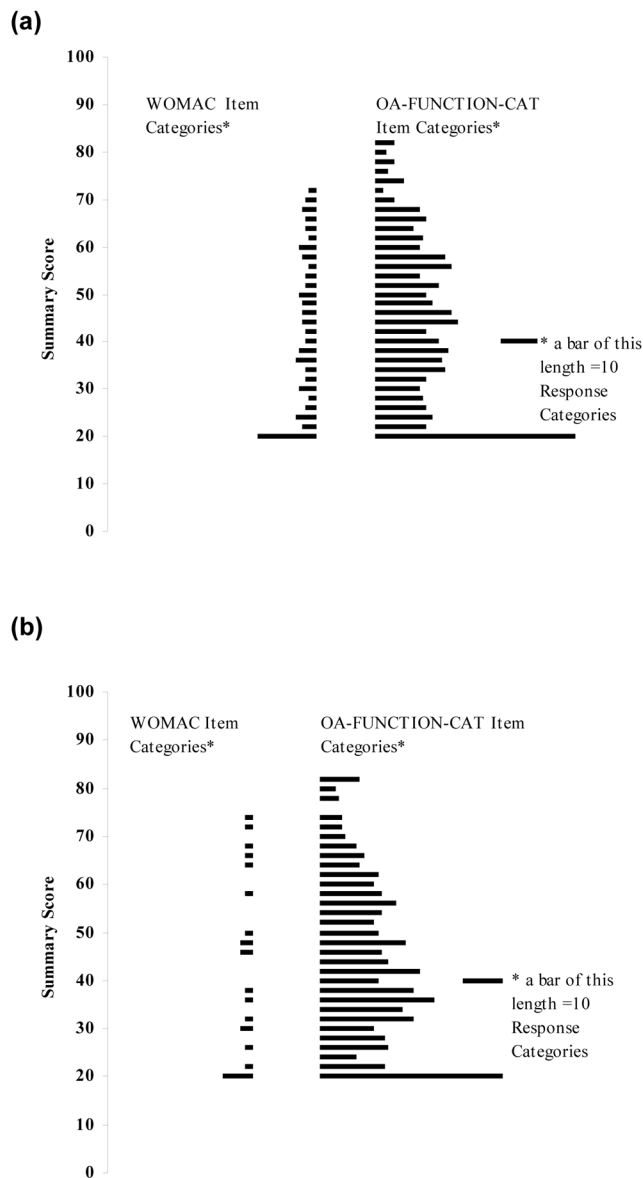 (a)
100
90
80
70
60
50
40
30
20
10
0
Summary Score
WOMAC Item
Categories*
OA-FUNCTION-CAT
Item Categories*
* a bar of this
length =10
Response
Categories
(b)
100
90
80
70
60
50
40
30
20
10
0
Summary Score
WOMAC Item
Categories*
OA-FUNCTION-CAT Item
Categories*
* a bar of this
length =10
Response
Categories